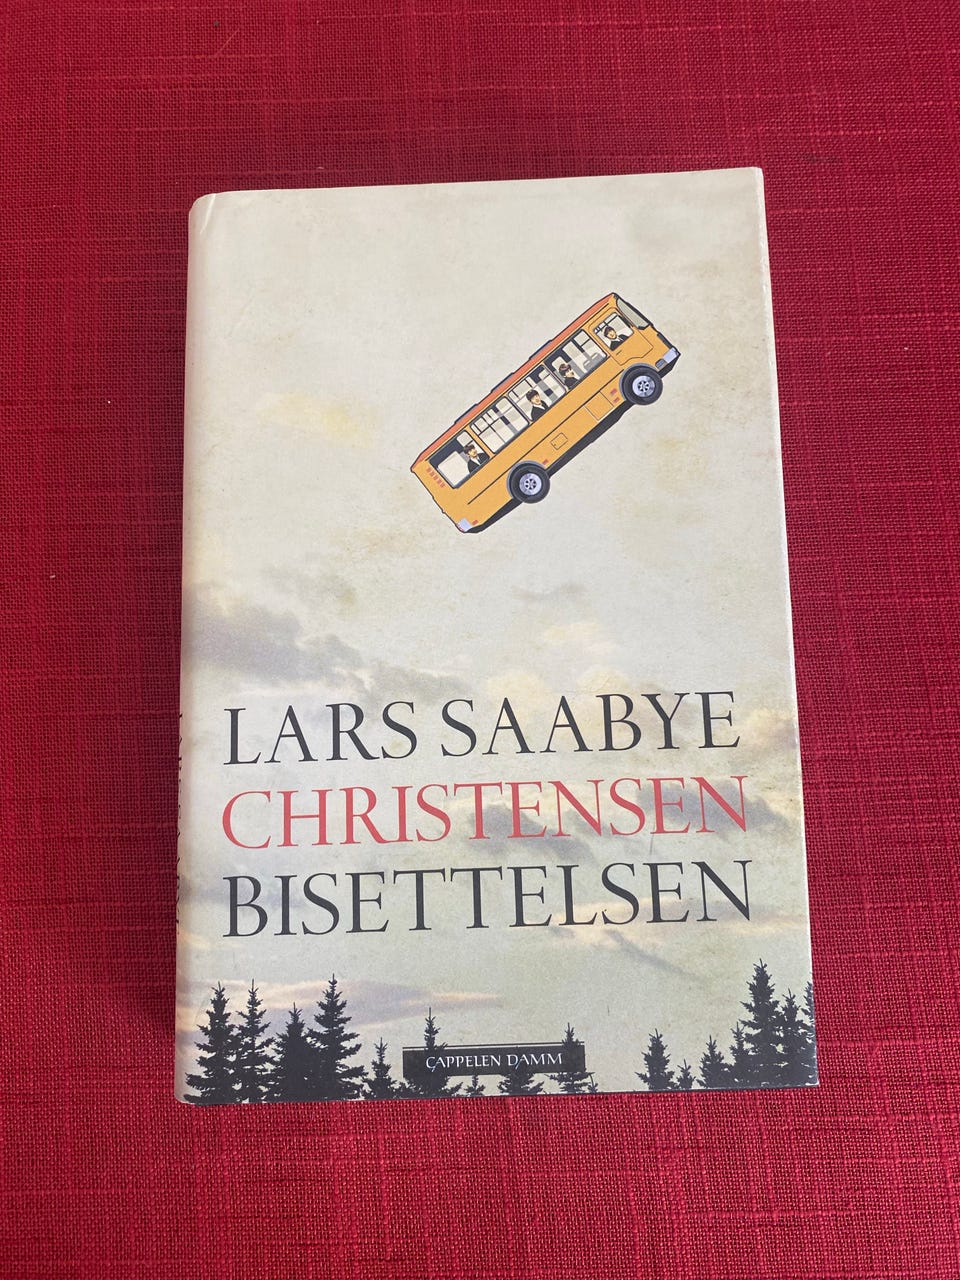 LARS SAABYE
CHRISTENSEN
BISETTELSEN
CAPPELEN DAMM